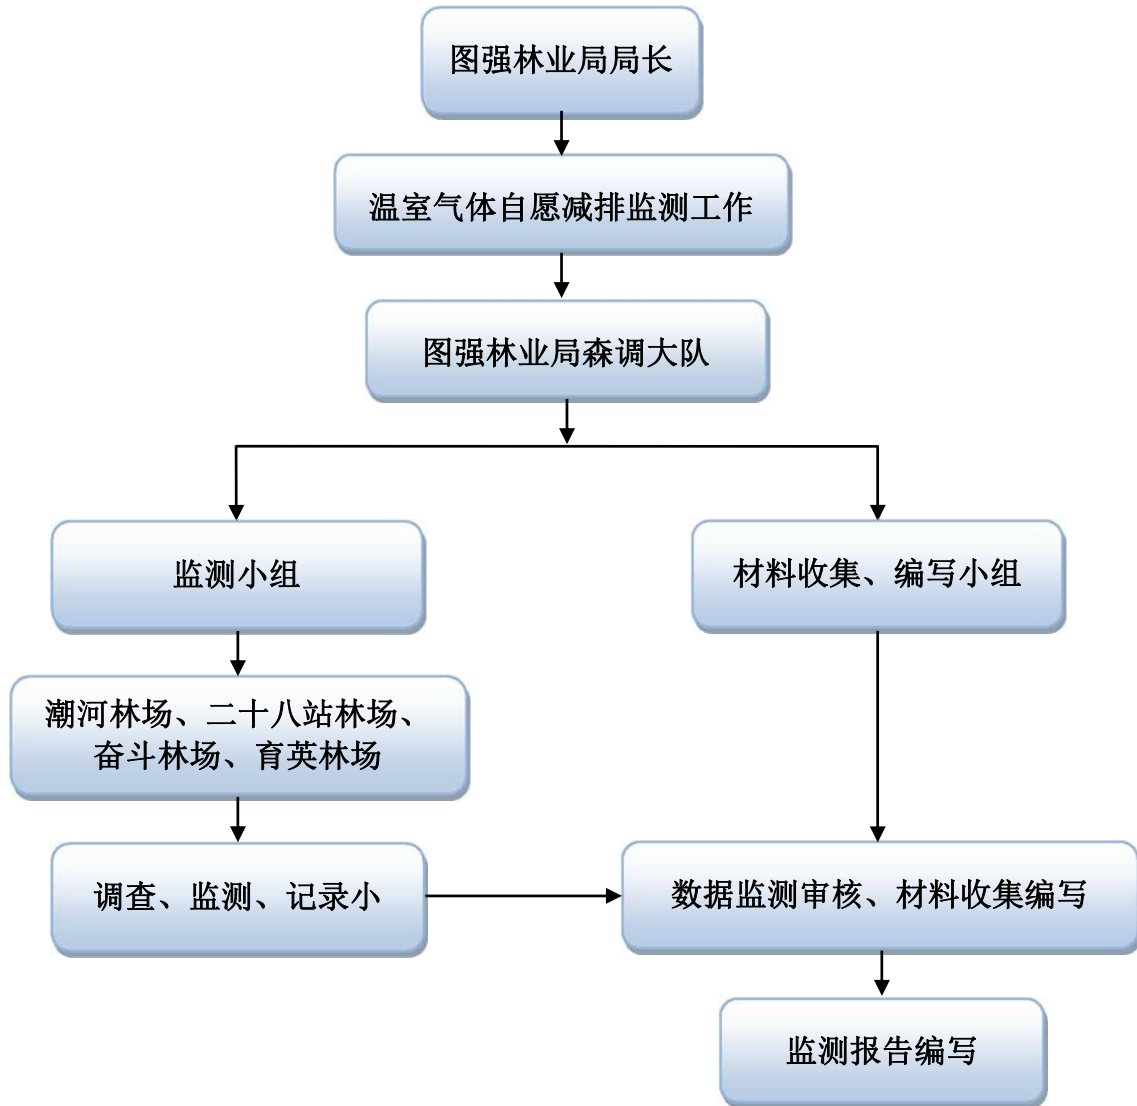 图强林业局局长
温室气体自愿减排监测工作
图强林业局森调大队
监测小组
材料收集、编写小组
潮河林场、二十八站林场、
奋斗林场、育英林场
调查、监测、记录小
数据监测审核、材料收集编写
监测报告编写